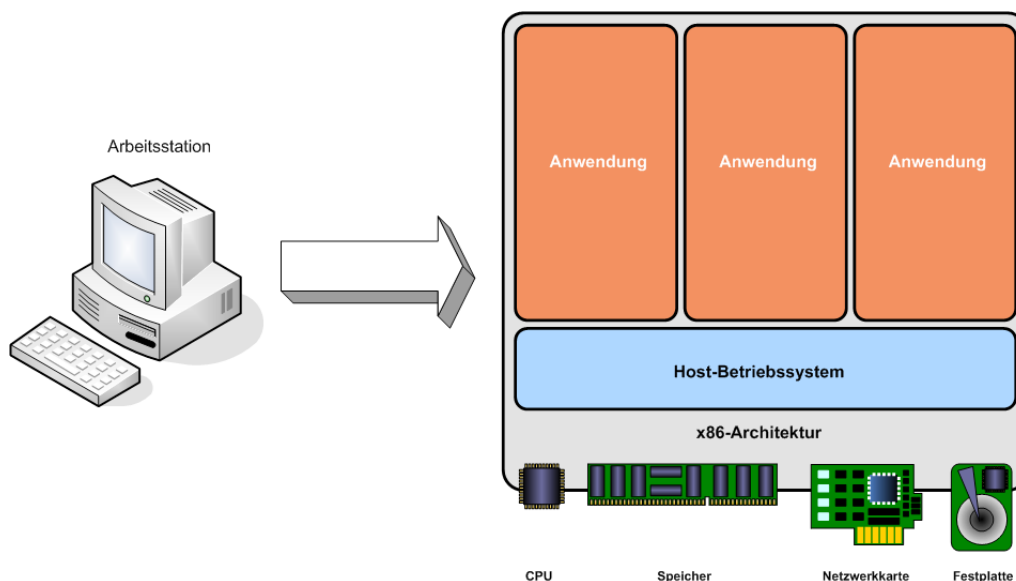 Arbeitsstation
Anwendung
Anwendung
Anwendung
Host-Betriebssystem
x86-Architektur
CPU
Speicher
Netzwerkkarte
Festplatte